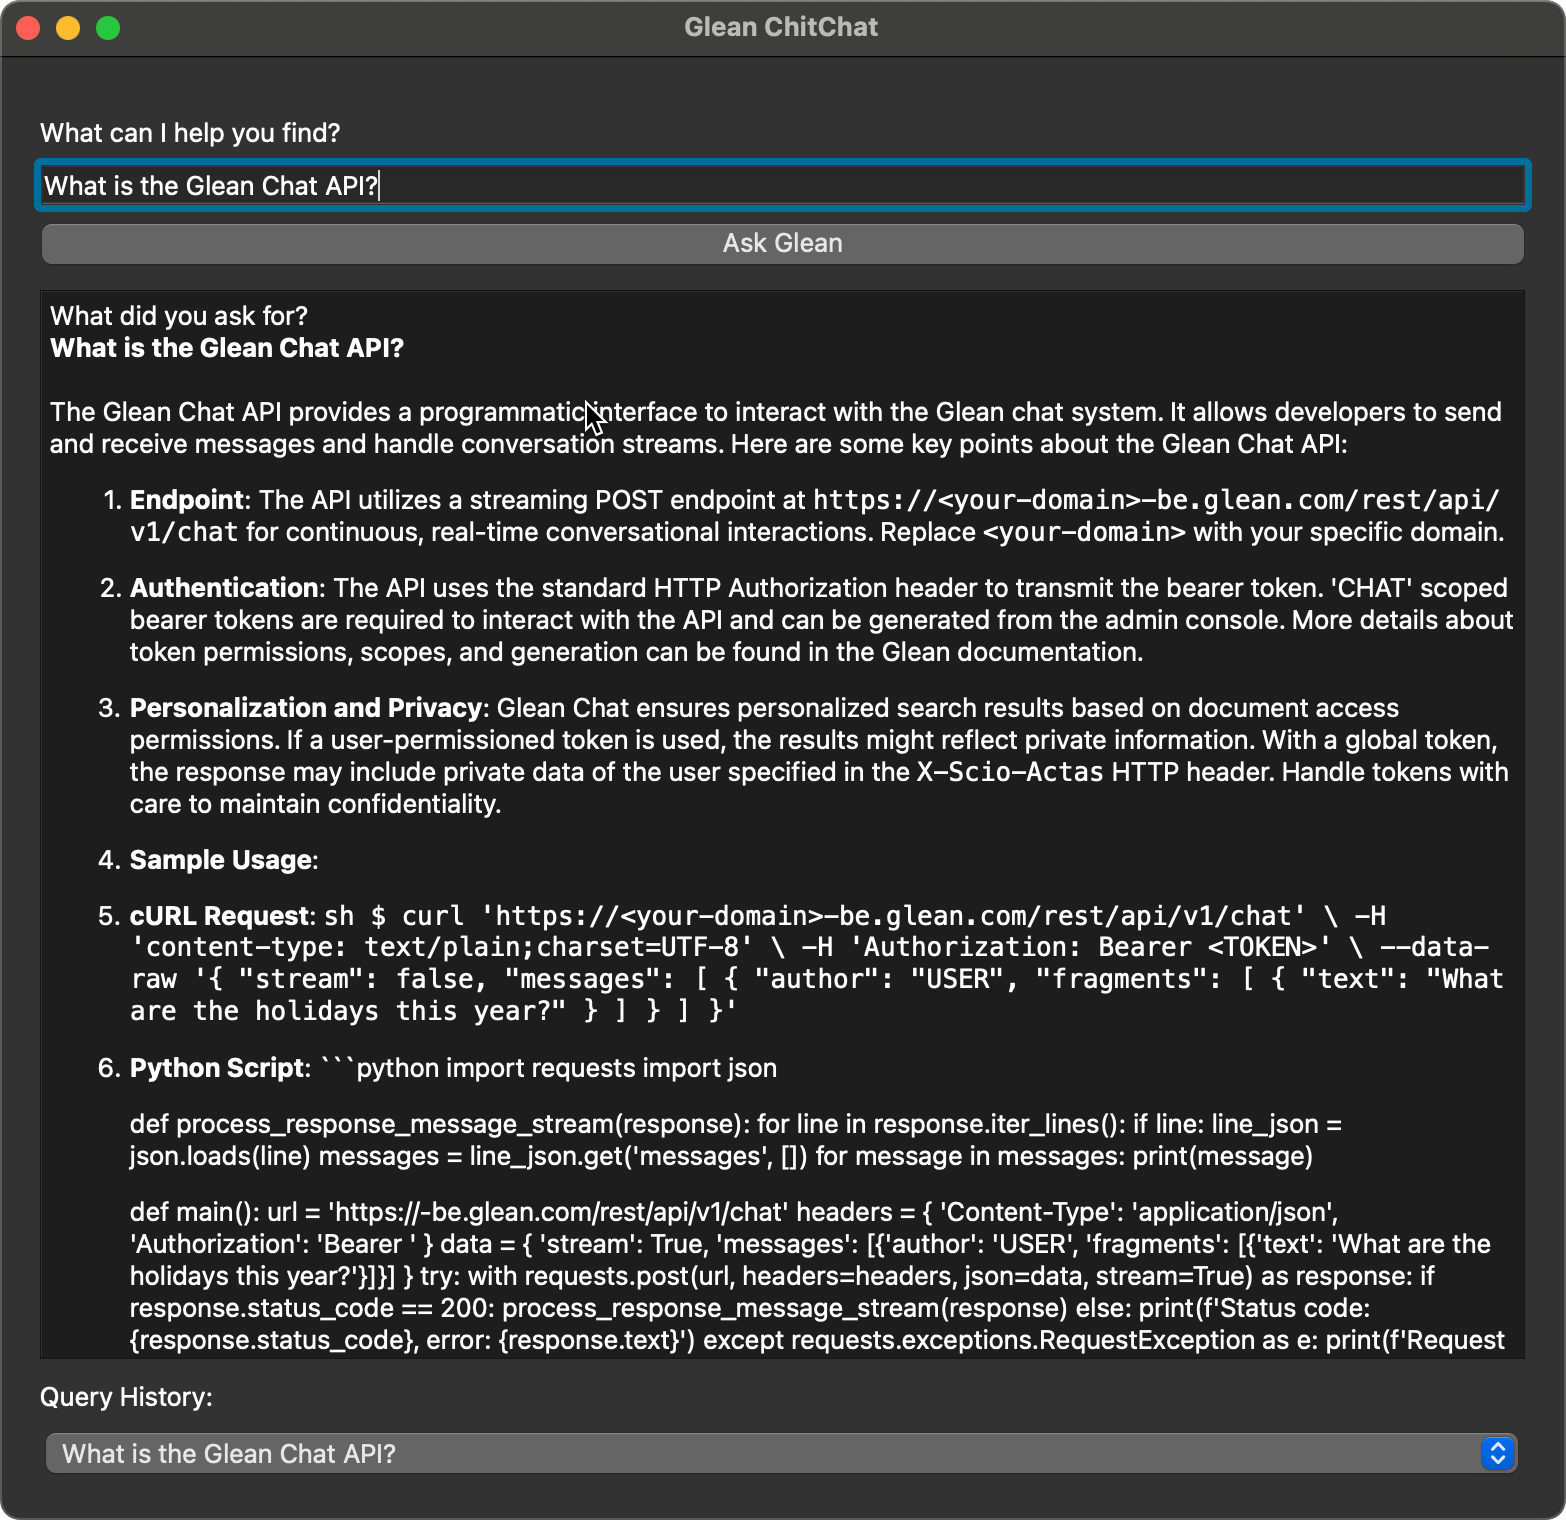 Glean ChitChat
What can I help you find?
What is the Glean Chat API?
Ask Glean
What did you ask for?
What is the Glean Chat API?
The Glean Chat API provides a programmatic interface to interact with the Glean chat system. It allows developers to send
and receive messages and handle conversation streams. Here are some key points about the Glean Chat API:
1. Endpoint: The API utilizes a streaming POST endpoint at https://<your-domain>-be.glean.com/rest/api/
v1/chat for continuous, real-time conversational interactions. Replace <your-domain> with your specific domain.
2. Authentication: The API uses the standard HTTP Authorization header to transmit the bearer token. 'CHAT' scoped
bearer tokens are required to interact with the API and can be generated from the admin console. More details about
token permissions, scopes, and generation can be found in the Glean documentation.
3. Personalization and Privacy: Glean Chat ensures personalized search results based on document access
permissions. If a user-permissioned token is used, the results might reflect private information. With a global token,
the response may include private data of the user specified in the X-Scio-Actas HTTP header. Handle tokens with
care to maintain confidentiality.
4. Sample Usage:
5. cURL Request: sh $ curl 'https://<your-domain>-be.glean.com/rest/api/v1/chat' \ -H
'content-type: text/plain;charset=UTF-8' \ -H 'Authorization: Bearer <TOKEN>' \ --data-
raw '{ "stream": false, "messages": [ { "author": "USER", "fragments": [ { "text": "What
are the holidays this year?" } ] } ] }'
6. Python Script: ```python import requests import json
def process_response_message_stream(response): for line in response.iter_lines(): if line: line_json =
json.loads(line) messages = line_json.get('messages', []) for message in messages: print(message)
def main(): url = 'https://-be.glean.com/rest/api/v1/chat' headers = { 'Content-Type': 'application/json',
'Authorization': 'Bearer ' } data = { 'stream': True, 'messages': [{'author': 'USER', 'fragments': [{'text': 'What are the
holidays this year?'}]}] } try: with requests.post(url, headers=headers, json=data, stream=True) as response: if
response.status_code == 200: process_response_message_stream(response) else: print(f'Status code:
{response.status_code}, error: {response.text}') except requests.exceptions.RequestException as e: print(f'Request
Query History:
What is the Glean Chat API?